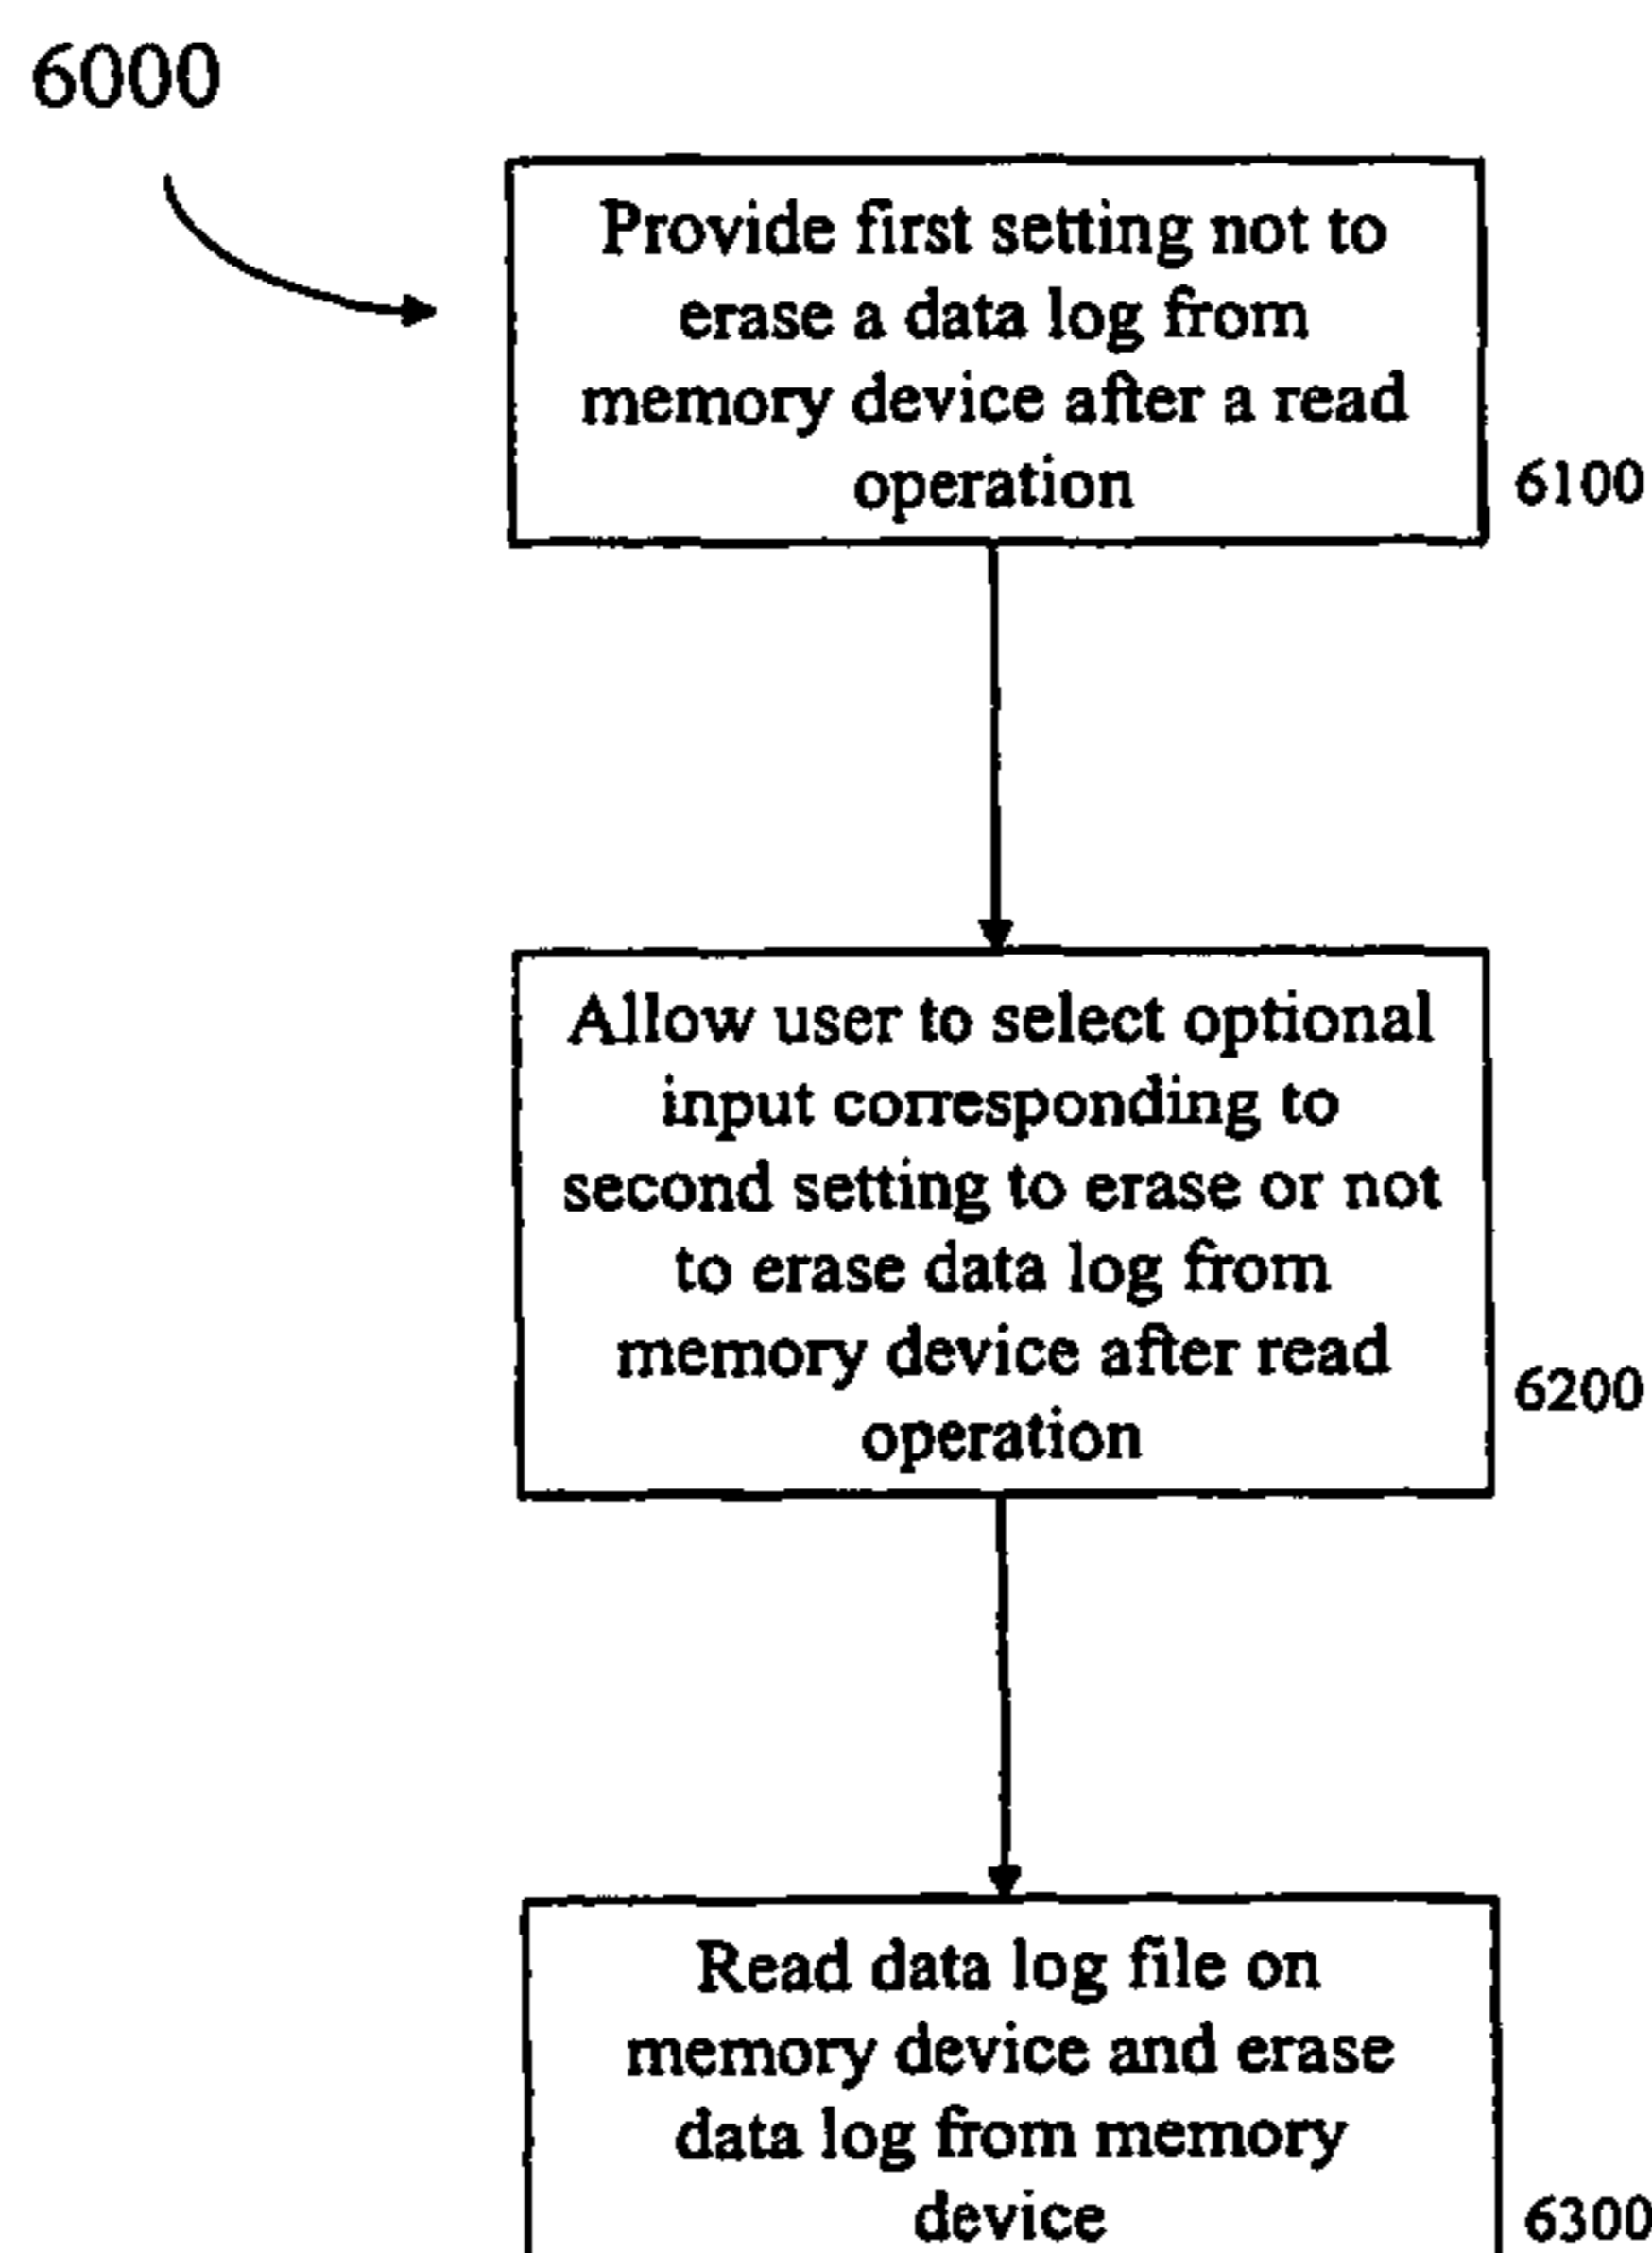 6000
Provide first setting not to
erase a data log from
memory device after a read
operation
6100
Allow user to select optional
input corresponding to
second setting to erase or not
to erase data log from
memory device after read
operation
6200
Read data log file on
memory device and erase
data log from memory
device
6300